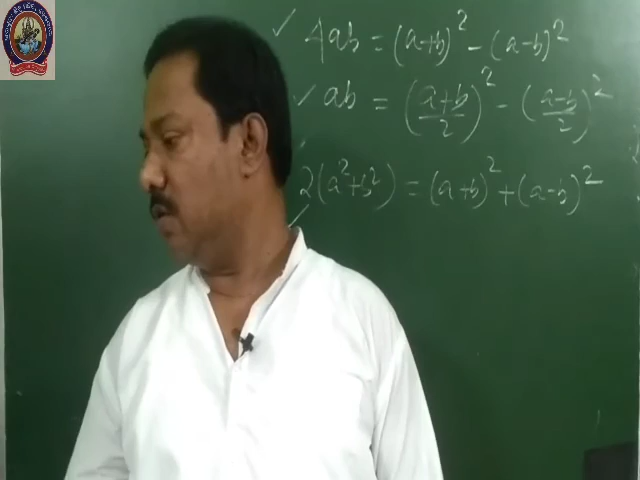 4ab = (a+b)² - (a-b)²
ab = ((a+b)/2)² - ((a-b)/2)²
2(a²+b²) = (a+b)² + (a-b)²